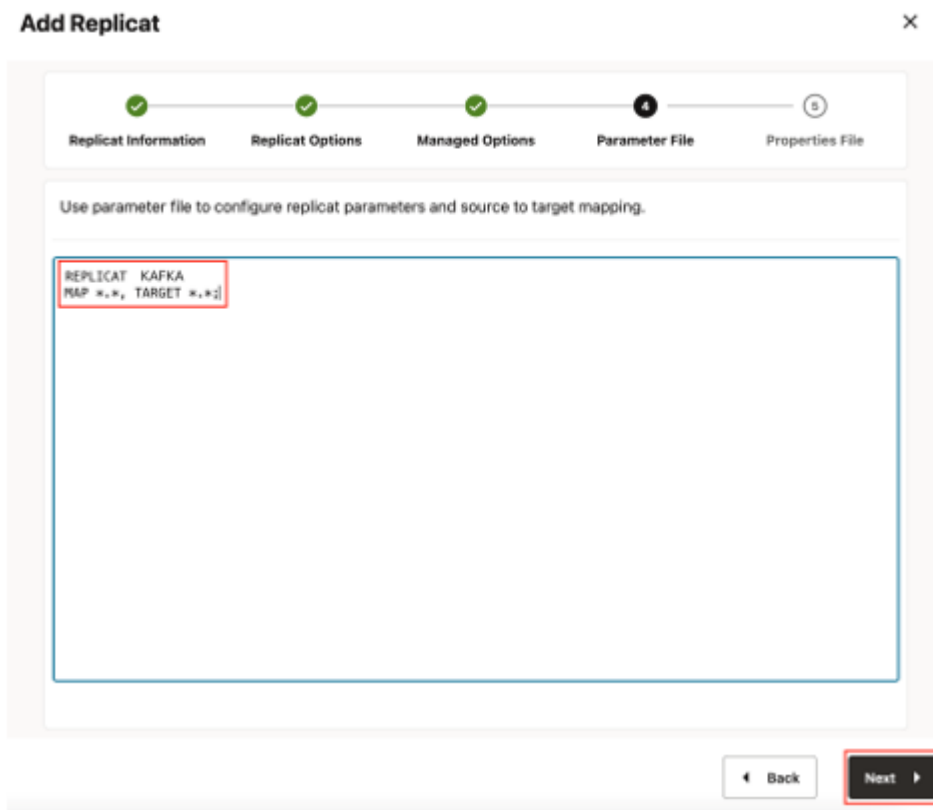 Add Replicat
4
5
Replicat Information
Replicat Options
Managed Options
Parameter File
Properties File
Use parameter file to configure replicat parameters and source to target mapping.
REPLICAT  KAFKA
MAP *.*, TARGET *.*;
Back
Next